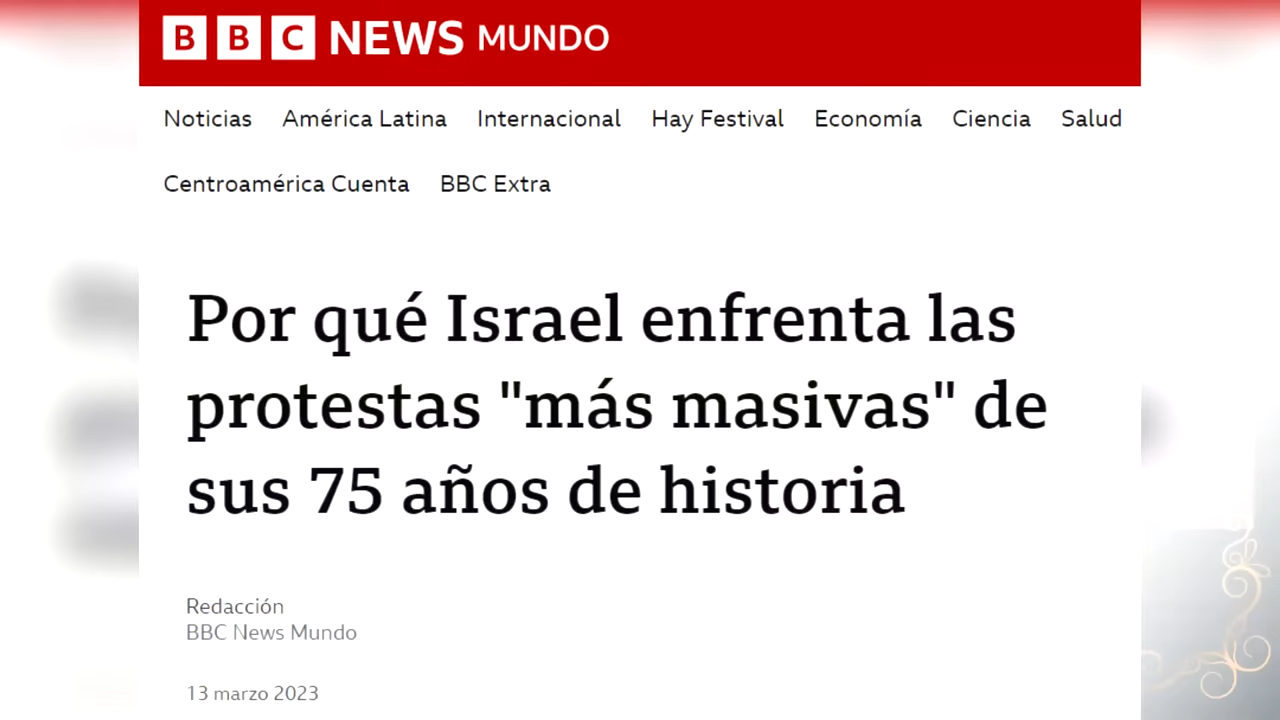 BBC NEWS MUNDO
Noticias América Latina Internacional Hay Festival Economía Ciencia Salud
Centroamérica Cuenta BBC Extra
Por qué Israel enfrenta las
protestas "más masivas" de
sus 75 años de historia
Redacción
BBC News Mundo
13 marzo 2023